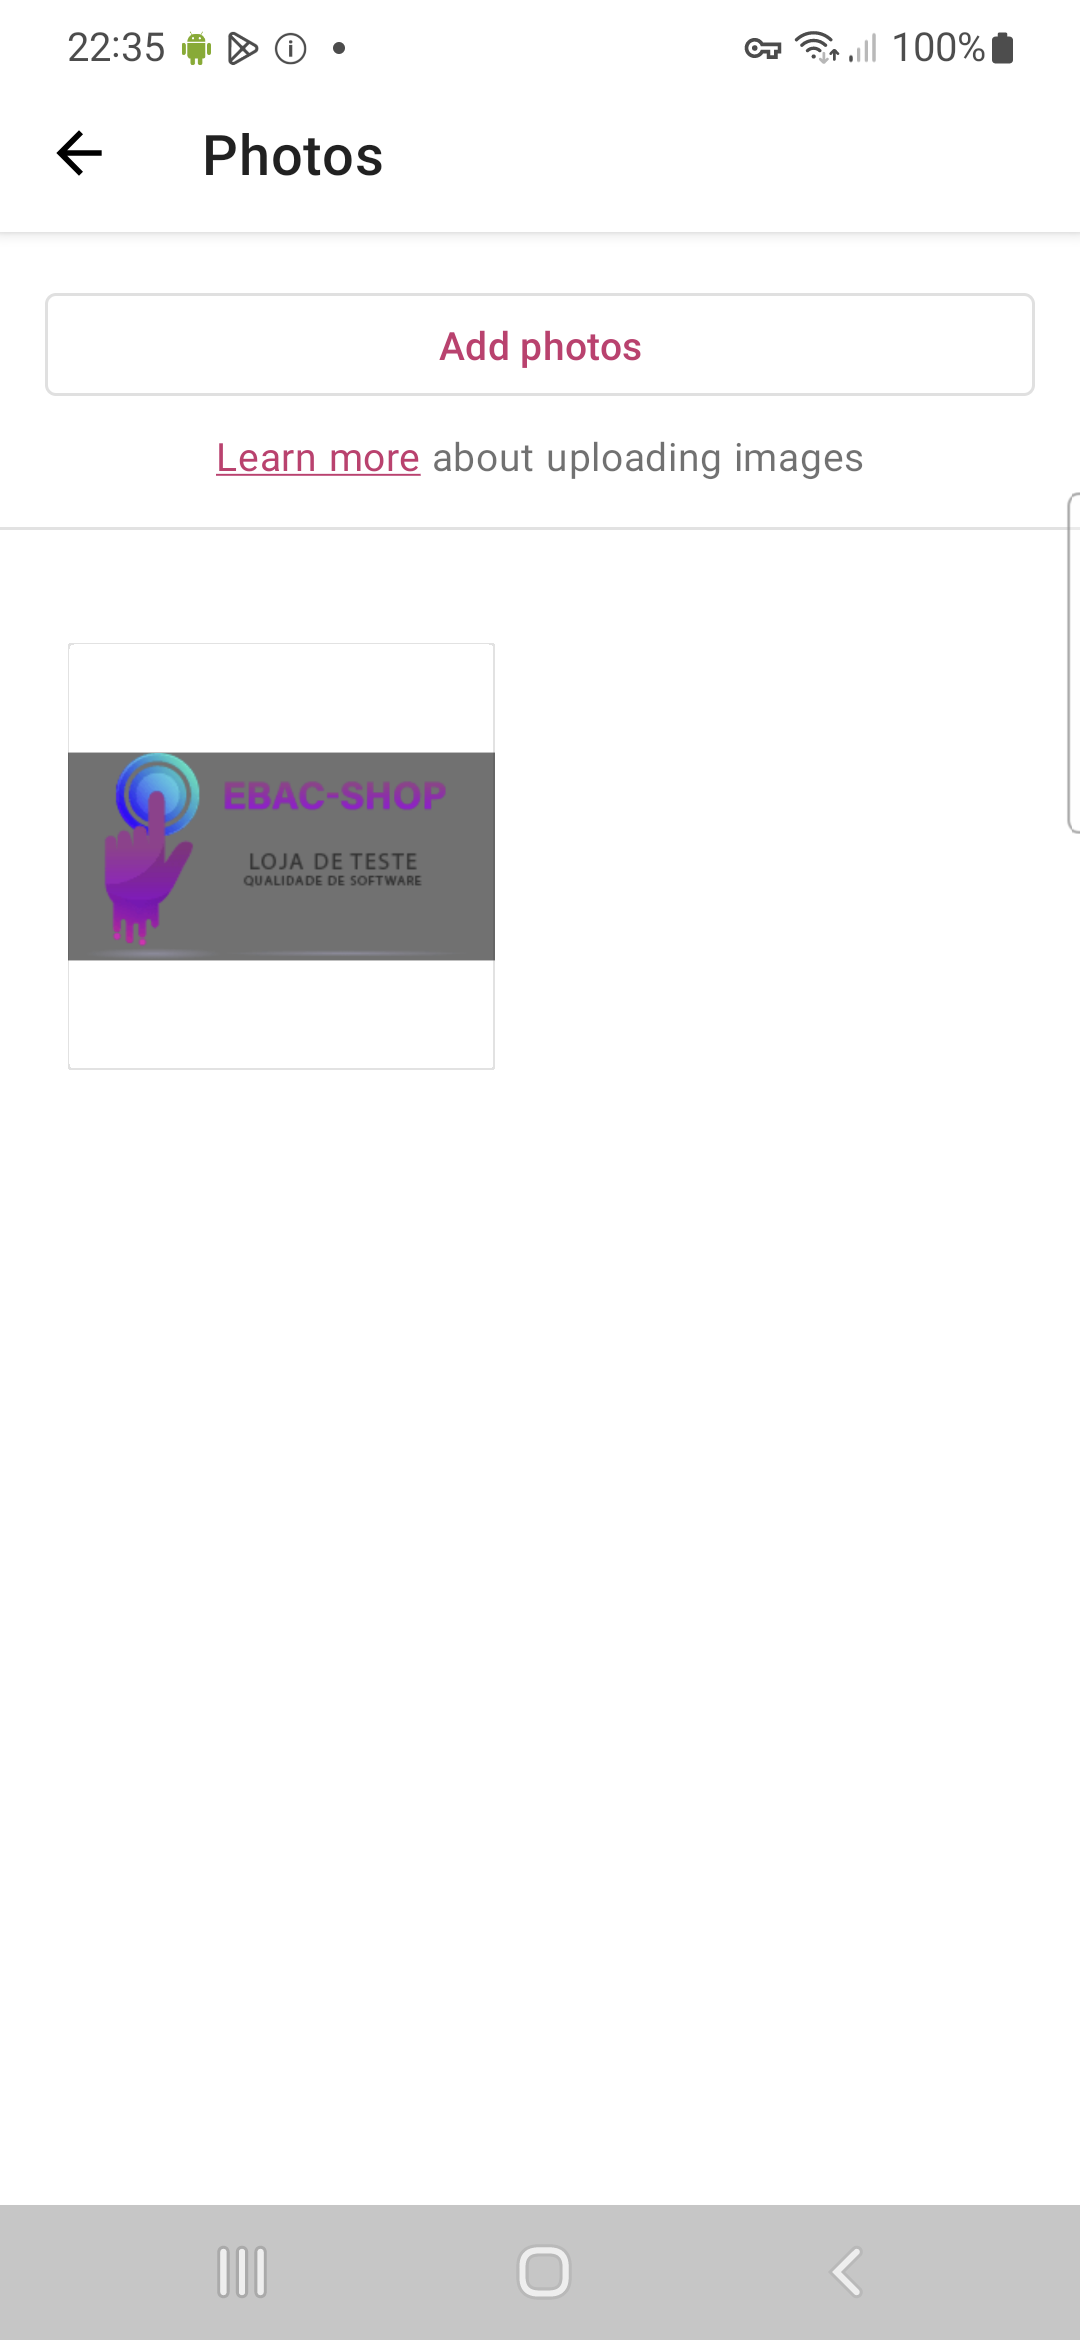 22:35
100%
Photos
Add photos
Learn more about uploading images
EBAC-SHOP
LOJA DE TESTE
QUALIDADE DE SOFTWARE